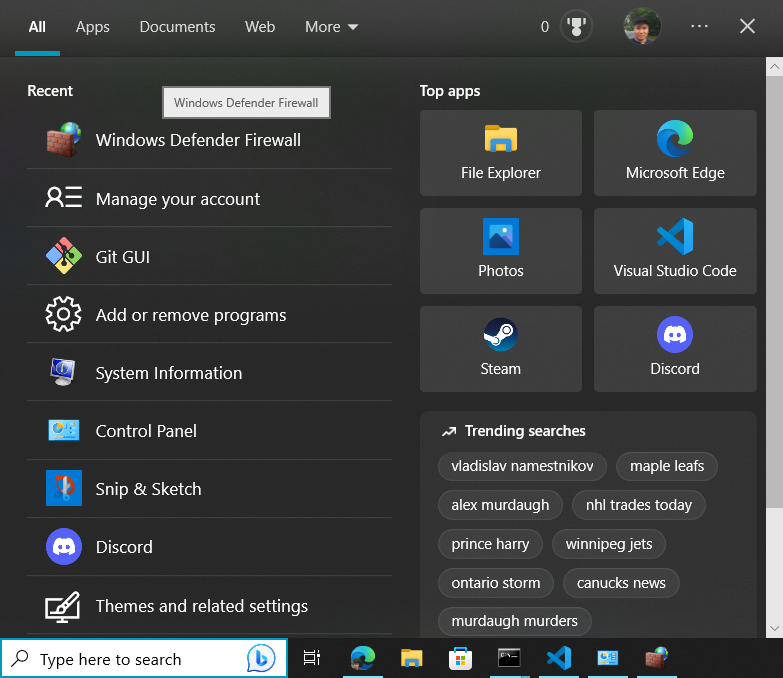 All Apps Documents Web More 0 ...
Recent
Windows Defender Firewall
Windows Defender Firewall
Manage your account
Git GUI
Add or remove programs
System Information
Control Panel
Snip & Sketch
Discord
Themes and related settings
Top apps
File Explorer Microsoft Edge
Photos Visual Studio Code
Steam Discord
Trending searches
vladislav namestnikov maple leafs
alex murdaugh nhl trades today
prince harry winnipeg jets
ontario storm canucks news
murdaugh murders
Type here to search